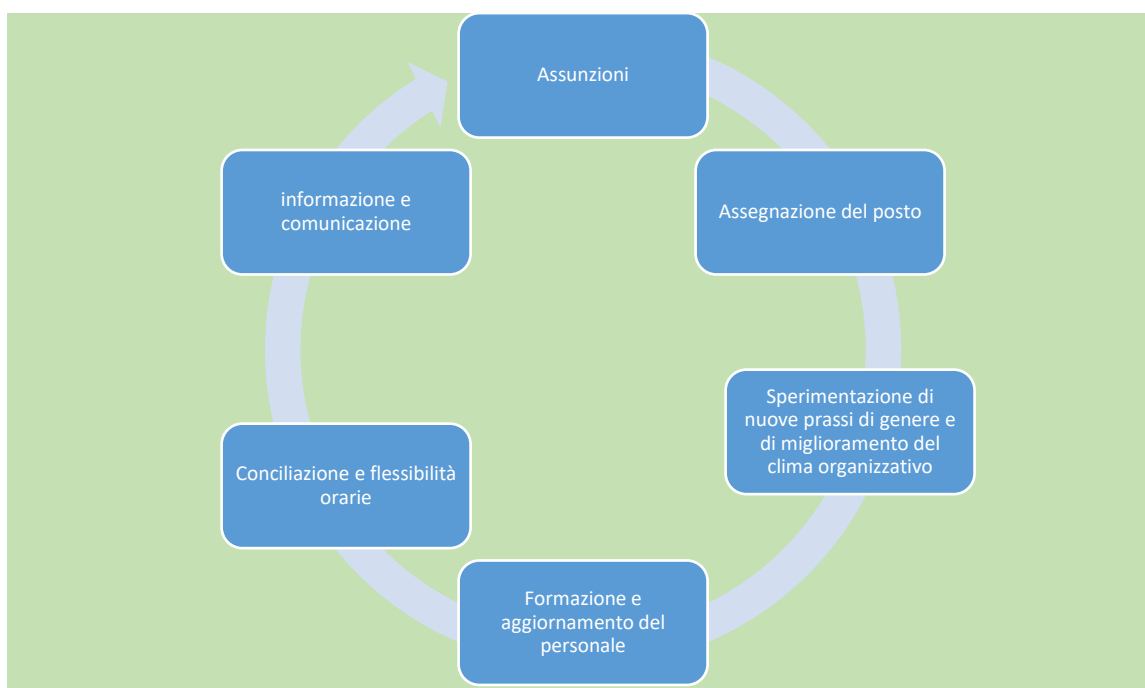 Assunzioni
Assegnazione del posto
Sperimentazione di
nuove prassi di genere e
di miglioramento del
clima organizzativo
Formazione e
aggiornamento del
personale
Conciliazione e flessibilità
orarie
informazione e
comunicazione